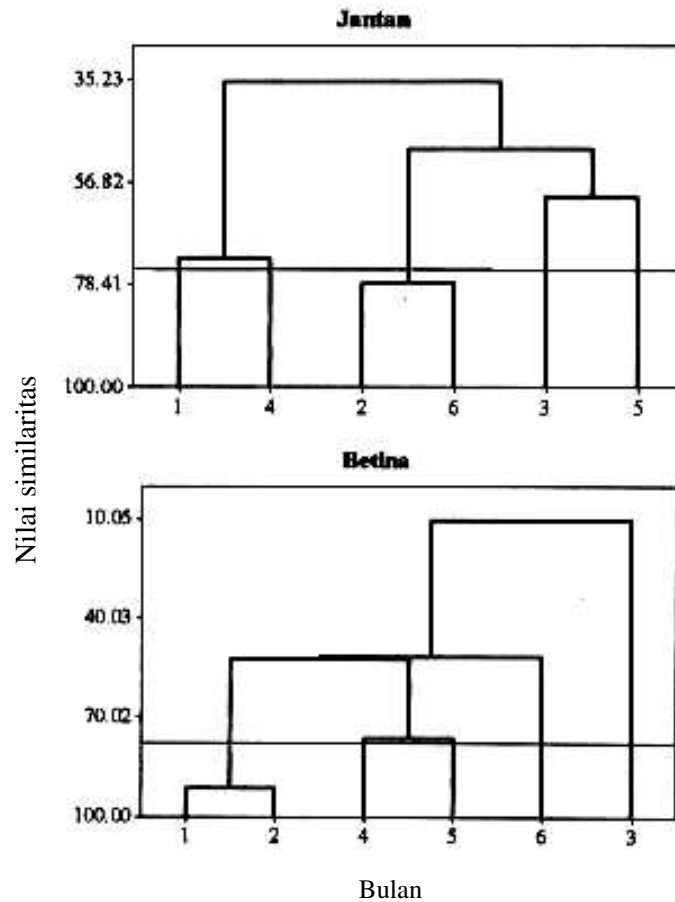 Jantan
35.23
56.82
78.41
100.00
1 4 2 6 3 5
Nilai similaritas
Betina
10.05
40.03
70.02
100.00
1 2 4 5 6 3
Bulan